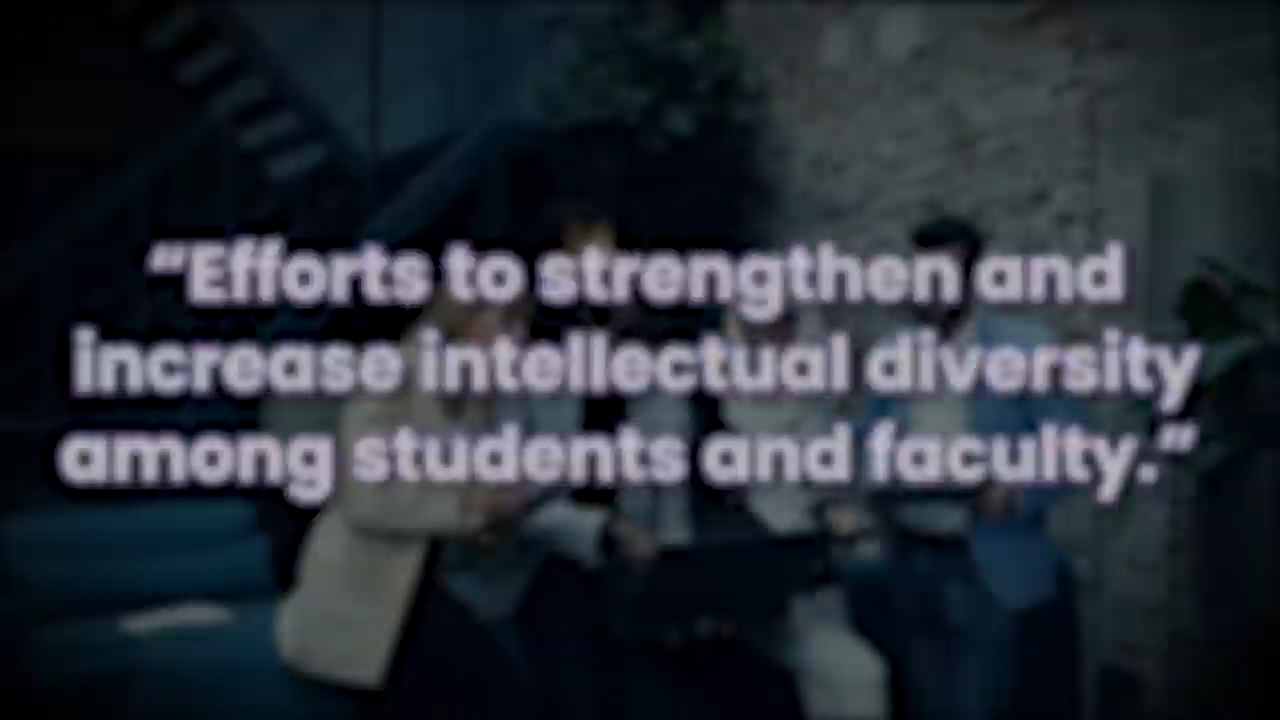 “Efforts to strengthen and
increase intellectual diversity
among students and faculty.”